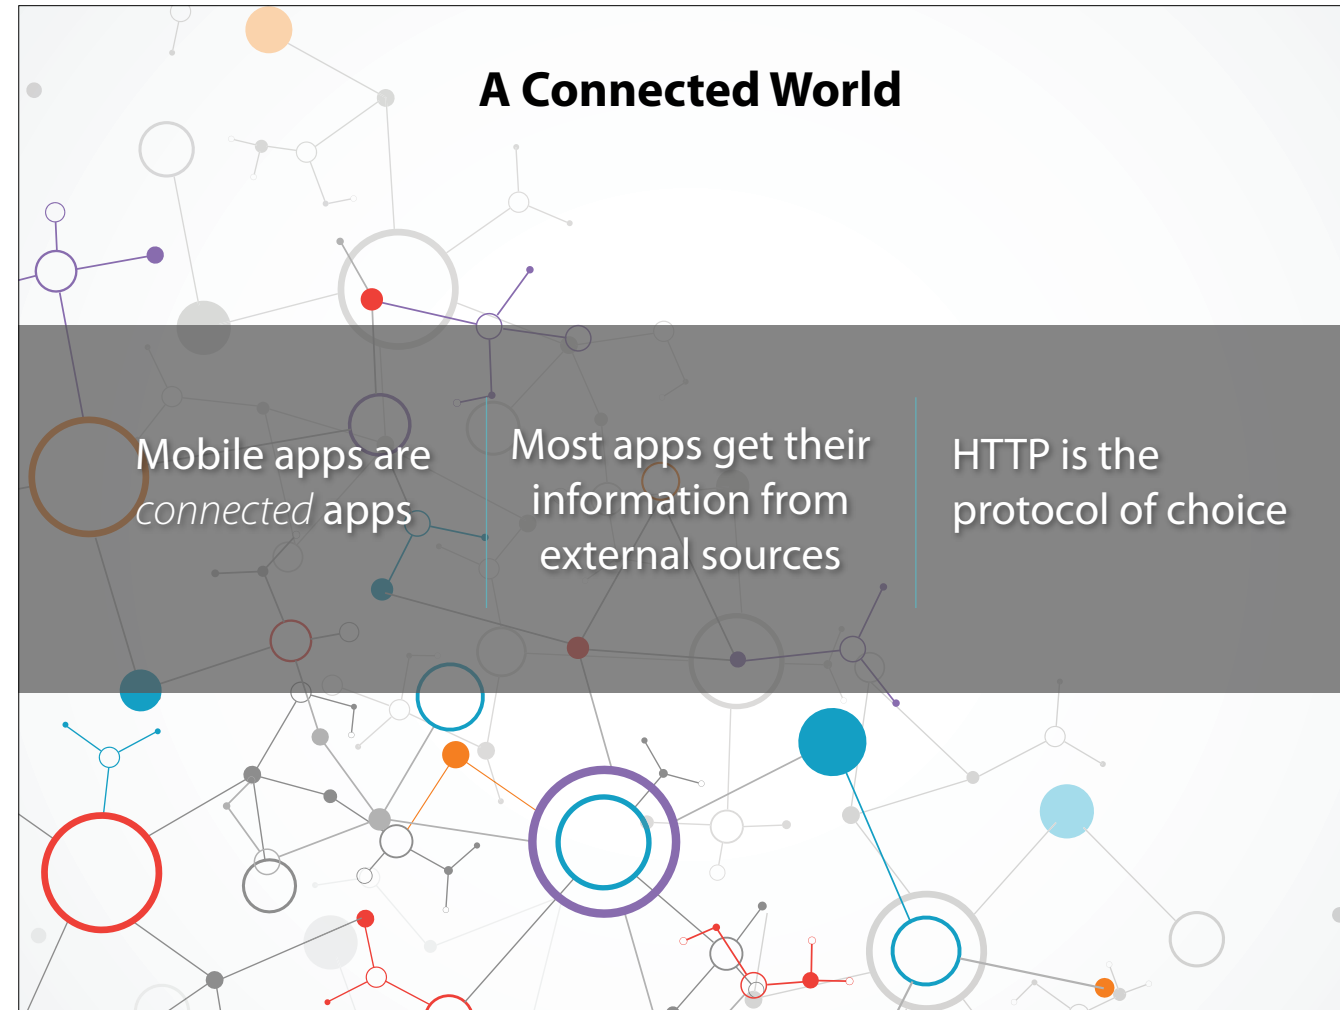 A Connected World
Mobile apps are
connected apps
Most apps get their
information from
external sources
HTTP is the
protocol of choice